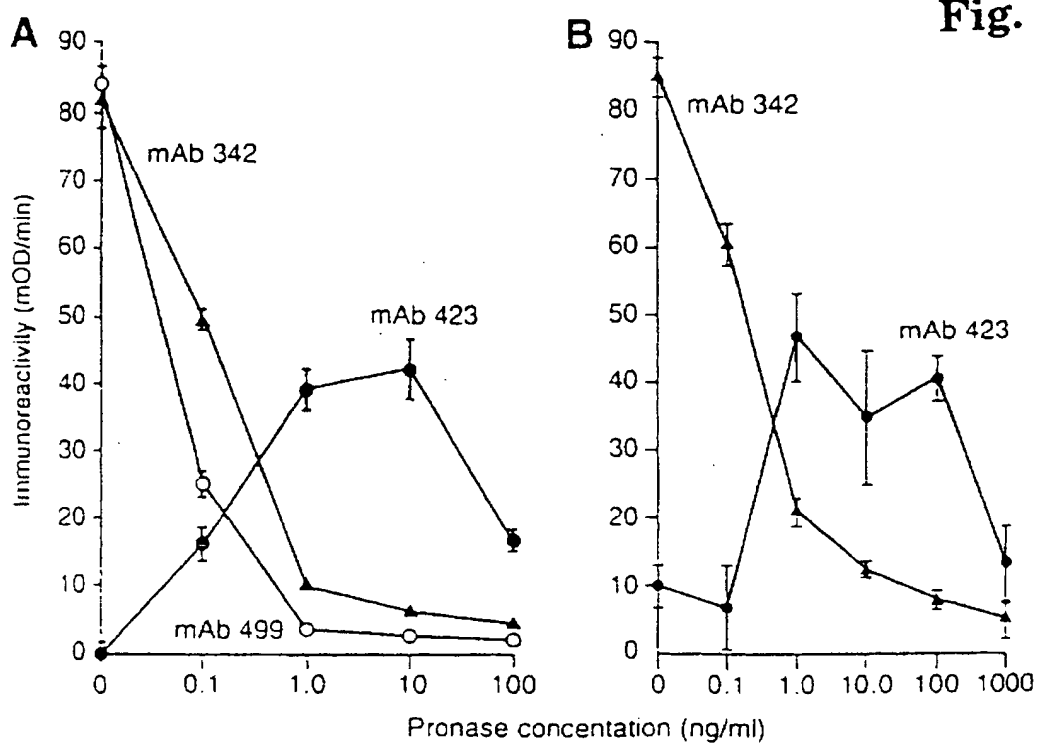 Fig.
A
90
80
70
60
50
40
30
20
10
0
Immunoreactivity (mOD/min)
mAb 342
mAb 423
mAb 499
0 0.1 1.0 10 100
B
90
80
70
60
50
40
30
20
10
0
mAb 342
mAb 423
0 0.1 1.0 10.0 100 1000
Pronase concentration (ng/ml)